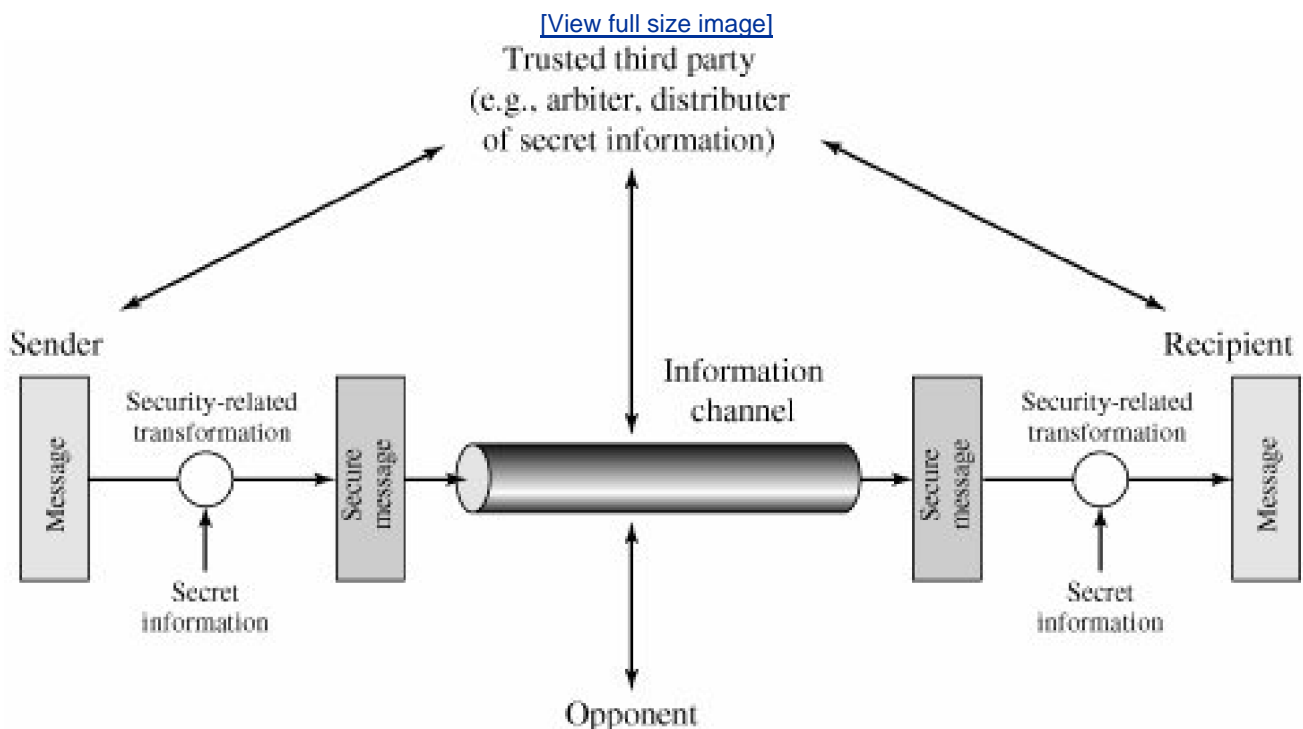 [View full size image]
Trusted third party
(e.g., arbiter, distributer
of secret information)
Sender
Recipient
Information
channel
Security-related
transformation
Security-related
transformation
Message
Secure
message
Secure
message
Message
Secret
information
Secret
information
Opponent